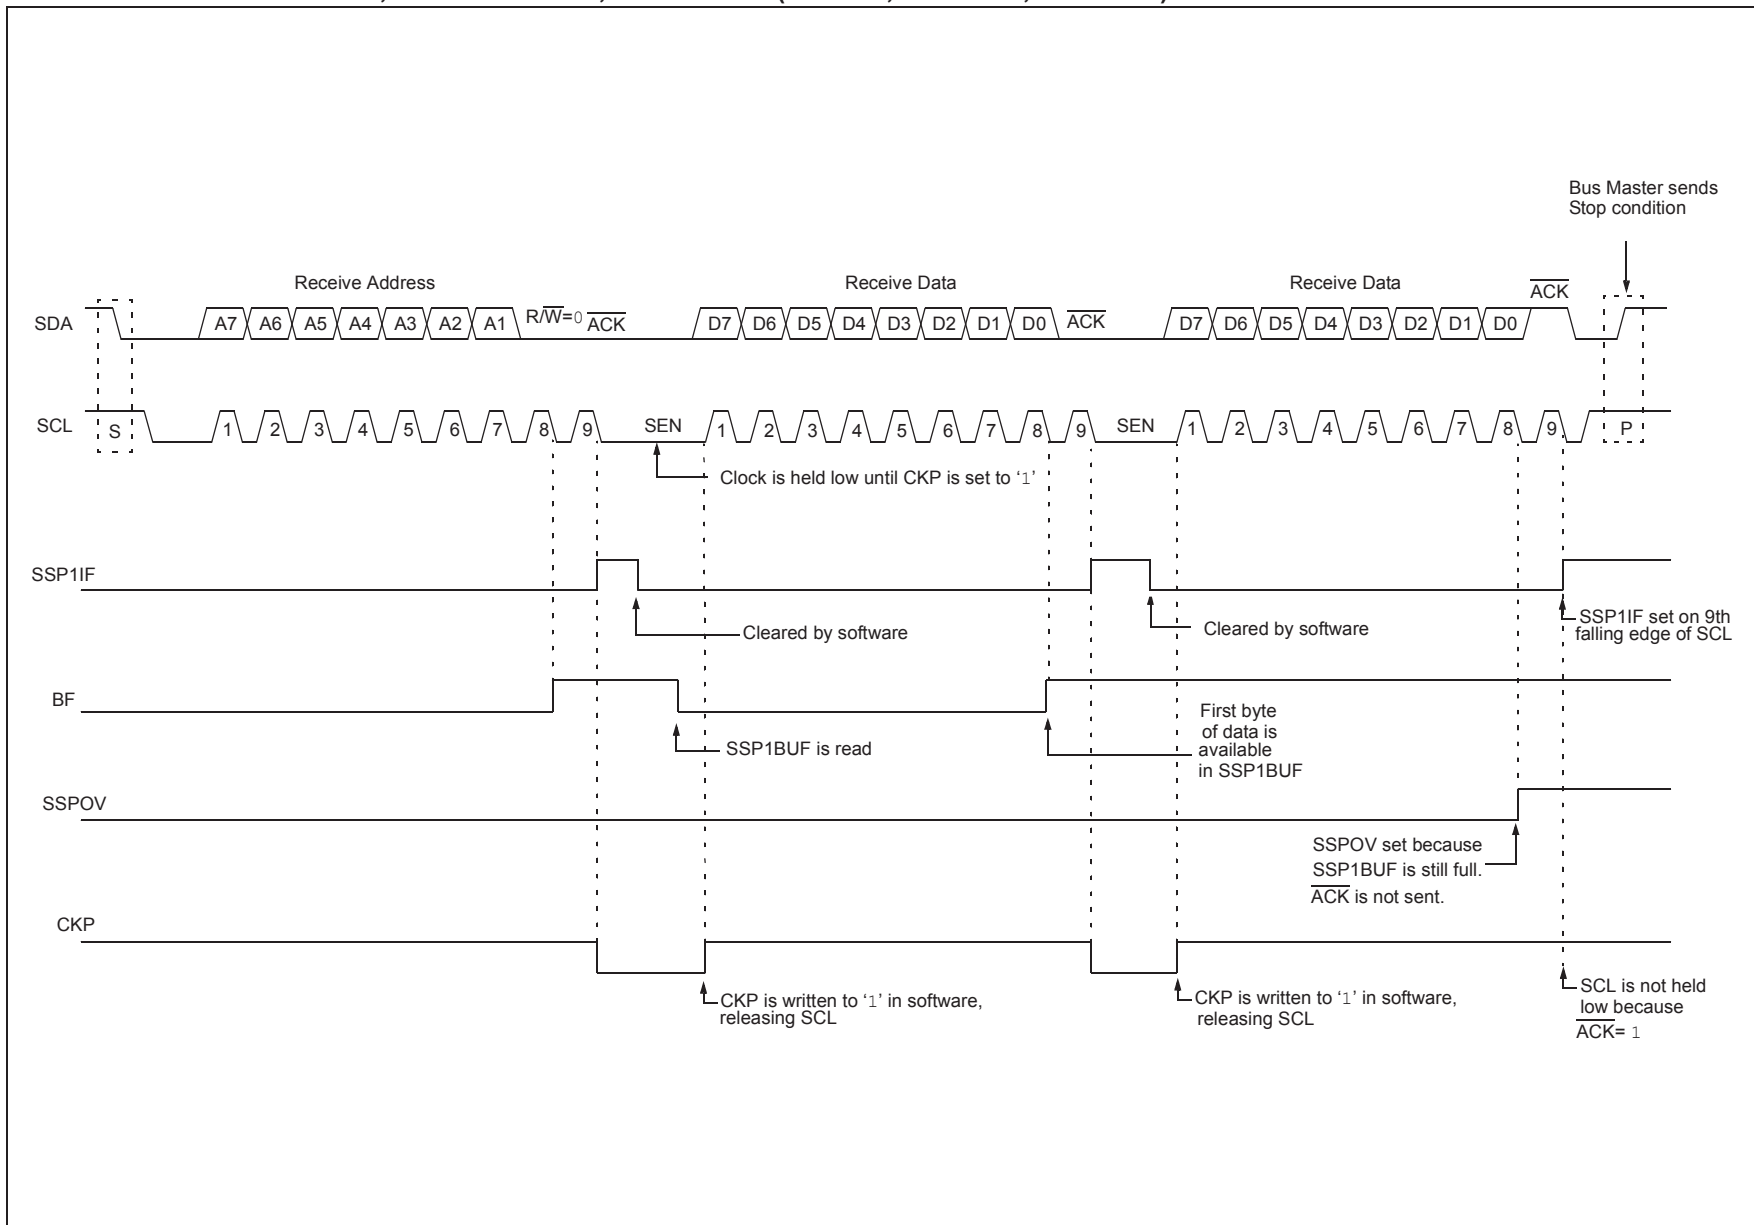 Bus Master sends
Stop condition
Receive Address
Receive Data
Receive Data
ACK
SDA
A7 A6 A5 A4 A3 A2 A1 R/W=0 ACK
D7 D6 D5 D4 D3 D2 D1 D0 ACK
D7 D6 D5 D4 D3 D2 D1 D0
SCL
S
1 2 3 4 5 6 7 8 9 SEN
1 2 3 4 5 6 7 8 9 SEN
1 2 3 4 5 6 7 8 9 P
Clock is held low until CKP is set to ‘1’
SSP1IF
Cleared by software
Cleared by software
SSP1IF set on 9th
falling edge of SCL
BF
SSP1BUF is read
First byte
of data is
available
in SSP1BUF
SSPOV
SSPOV set because
SSP1BUF is still full.
ACK is not sent.
CKP
CKP is written to ‘1’ in software,
releasing SCL
CKP is written to ‘1’ in software,
releasing SCL
SCL is not held
low because
ACK= 1